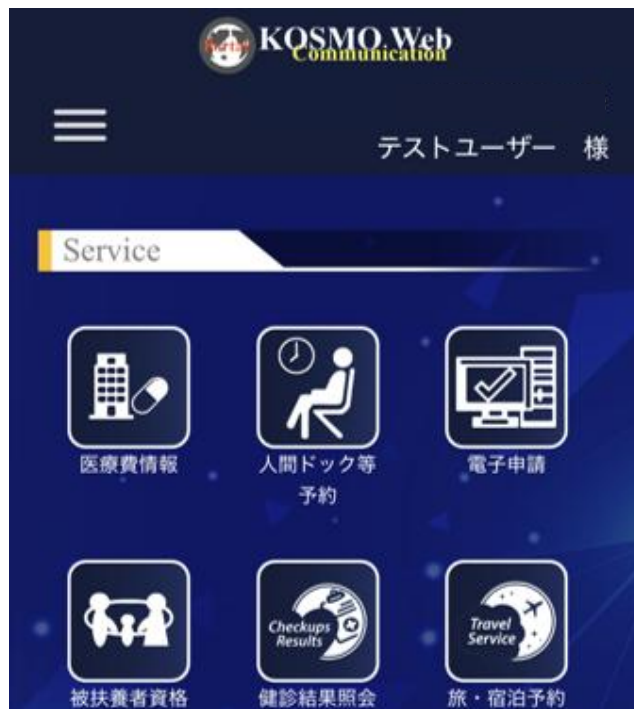 Portal KOSMO Web
Communication
テストユーザー 様
Service
医療費情報
人間ドック等
予約
電子申請
Checkups
Results
Travel
Service
被扶養者資格
健診結果照会
旅・宿泊予約